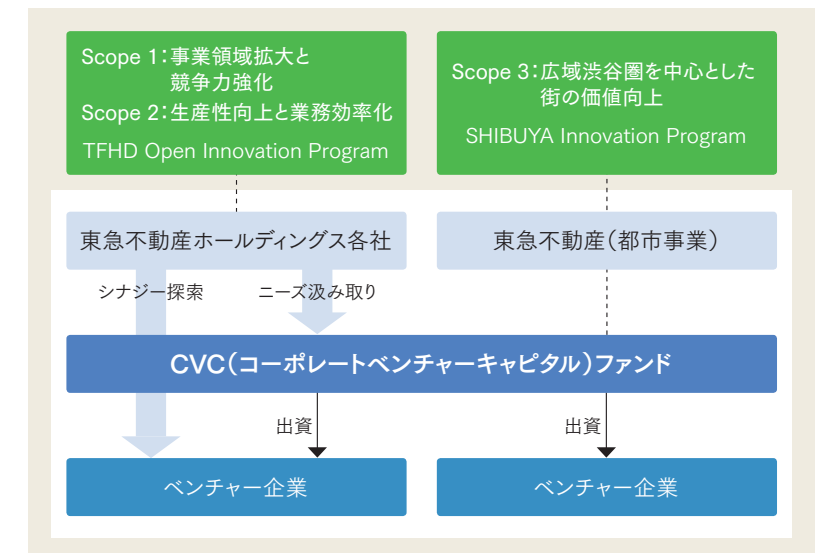 Scope 1：事業領域拡大と
競争力強化
Scope 2：生産性向上と業務効率化
TFHD Open Innovation Program
Scope 3：広域渋谷圏を中心とした
街の価値向上
SHIBUYA Innovation Program
東急不動産ホールディングス各社
東急不動産（都市事業）
シナジー探索
ニーズ汲み取り
CVC（コーポレートベンチャーキャピタル）ファンド
出資
出資
ベンチャー企業
ベンチャー企業